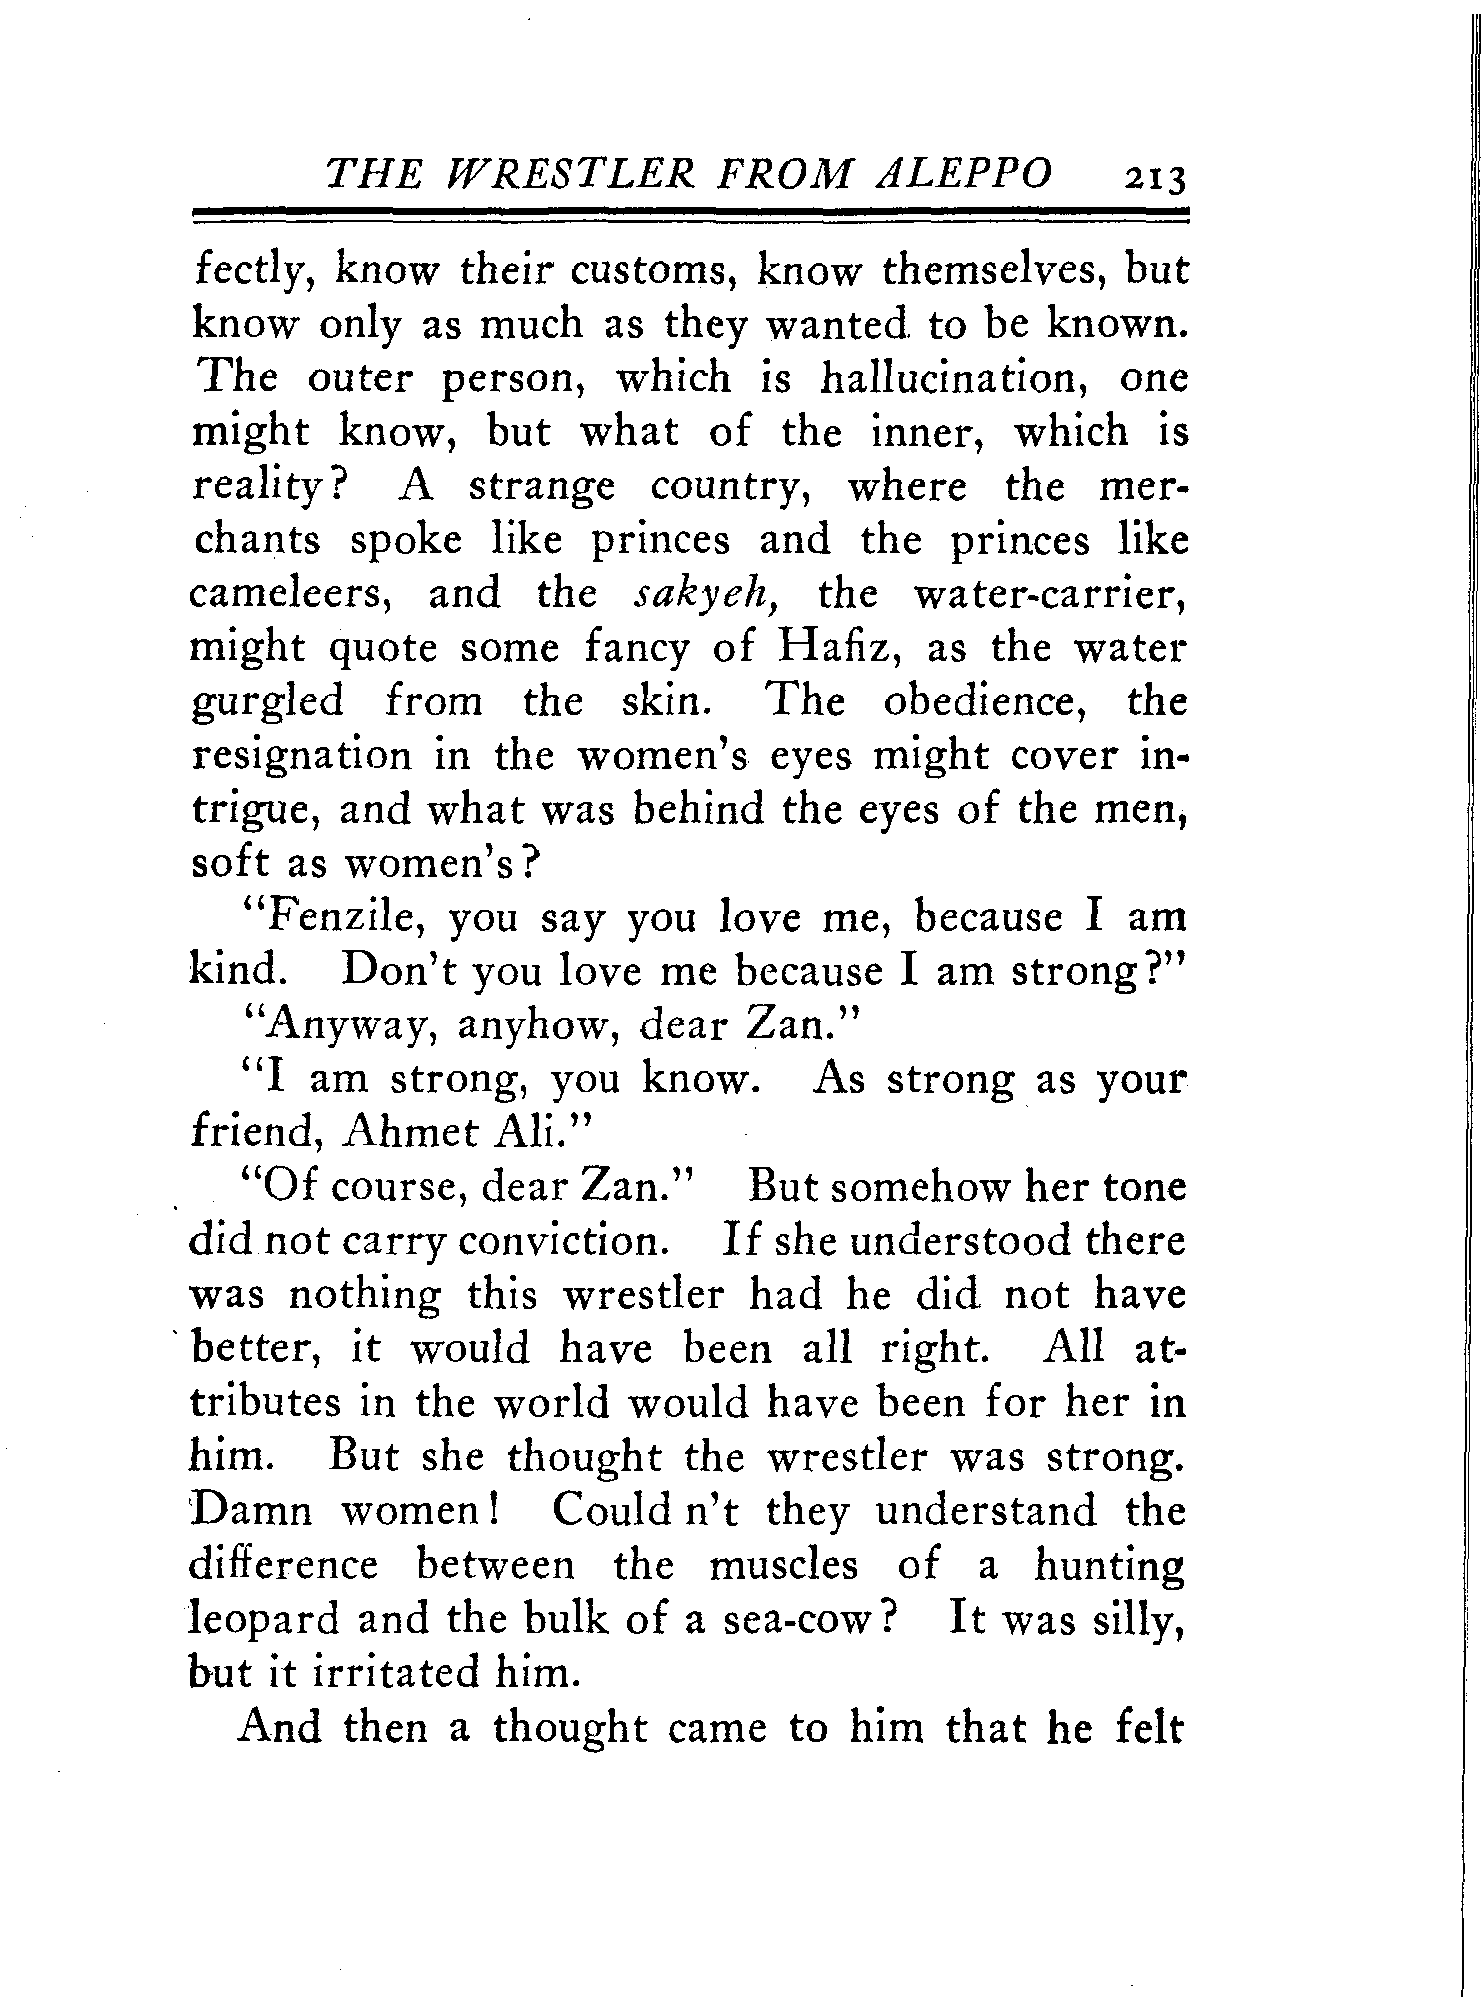 THE WRESTLER FROM ALEPPO 213
fectly, know their customs, know themselves, but
know only as much as they wanted to be known.
The outer person, which is hallucination, one
might know, but what of the inner, which is
reality? A strange country, where the mer-
chants spoke like princes and the princes like
cameleers, and the sakyeh, the water-carrier,
might quote some fancy of Hafiz, as the water
gurgled from the skin. The obedience, the
resignation in the women's eyes might cover in-
trigue, and what was behind the eyes of the men,
soft as women's?
"Fenzile, you say you love me, because I am
kind. Don't you love me because I am strong?"
"Anyway, anyhow, dear Zan."
"I am strong, you know. As strong as your
friend, Ahmet Ali."
"Of course, dear Zan." But somehow her tone
did not carry conviction. If she understood there
was nothing this wrestler had he did not have
better, it would have been all right. All at-
tributes in the world would have been for her in
him. But she thought the wrestler was strong.
Damn women! Could n't they understand the
difference between the muscles of a hunting
leopard and the bulk of a sea-cow? It was silly,
but it irritated him.
And then a thought came to him that he felt